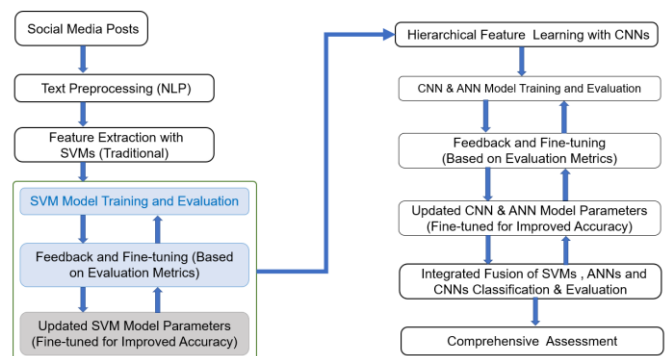 Social Media Posts
Text Preprocessing (NLP)
Feature Extraction with
SVMs (Traditional)
SVM Model Training and Evaluation
Feedback and Fine-tuning (Based
on Evaluation Metrics)
Updated SVM Model Parameters
(Fine-tuned for Improved Accuracy)
Hierarchical Feature Learning with CNNs
CNN & ANN Model Training and Evaluation
Feedback and Fine-tuning
(Based on Evaluation Metrics)
Updated CNN & ANN Model Parameters
(Fine-tuned for Improved Accuracy)
Integrated Fusion of SVMs , ANNs and
CNNs Classification & Evaluation
Comprehensive Assessment